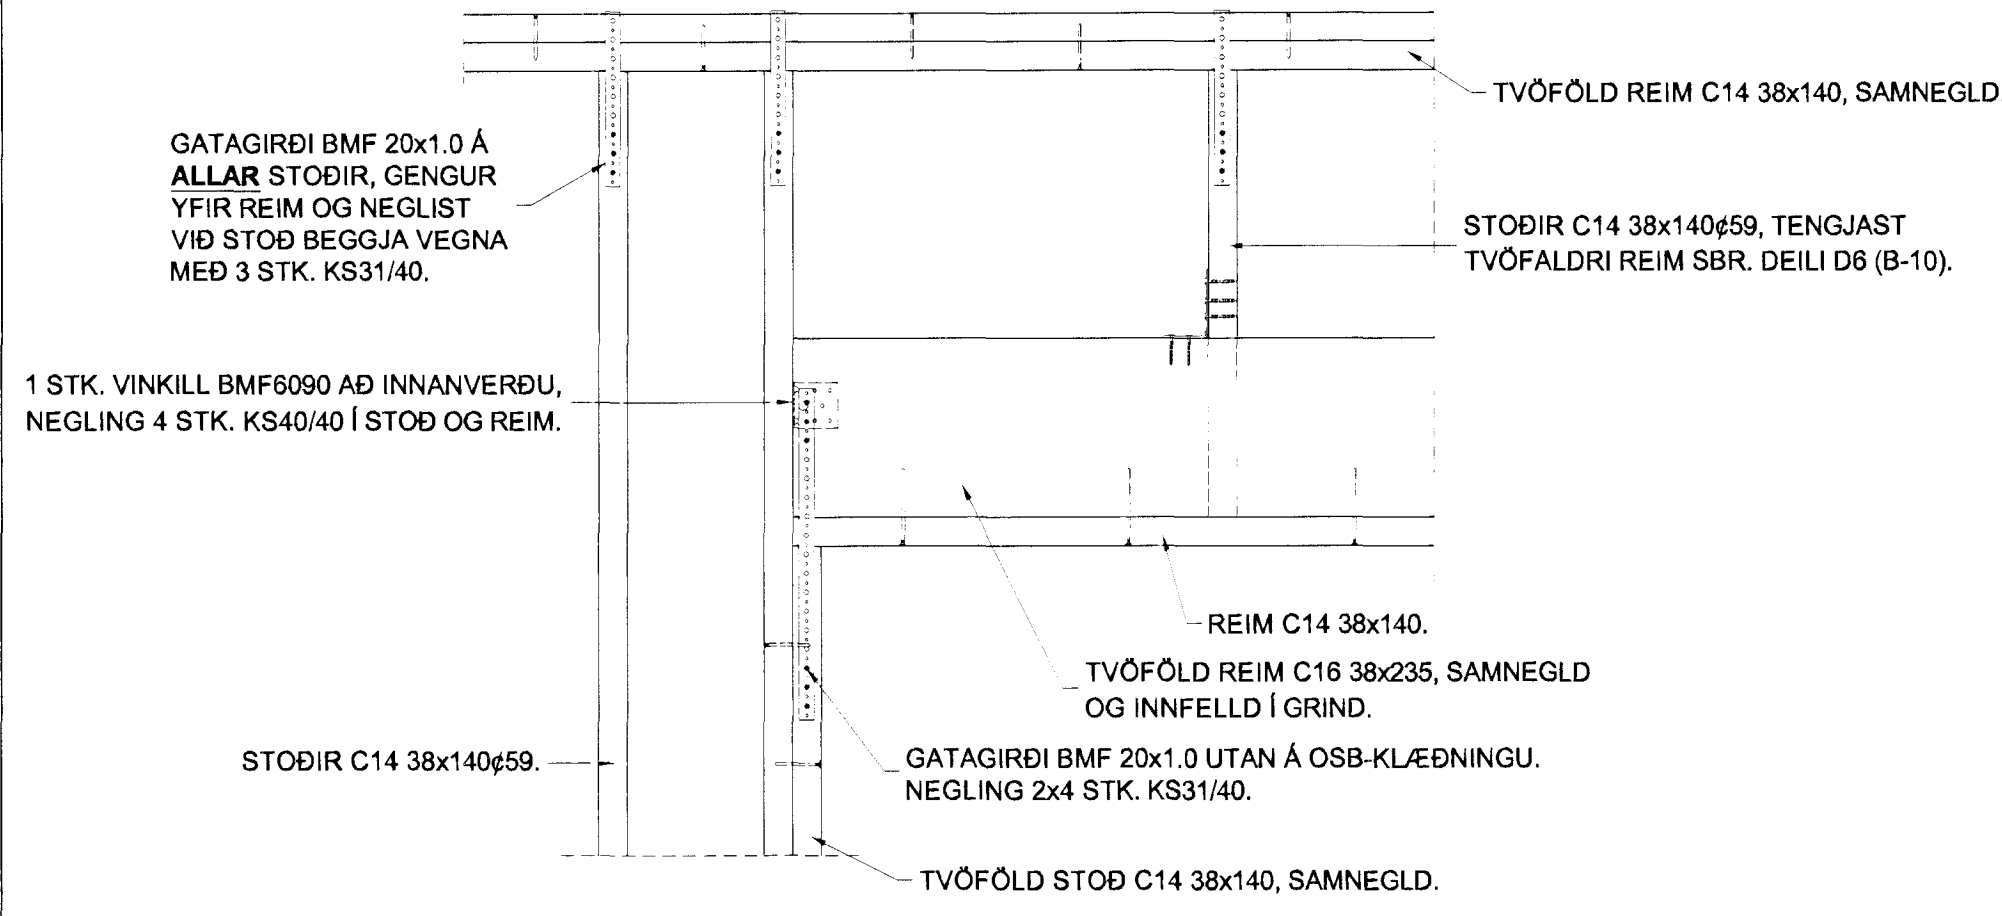 TVÖFÖLD REIM C14 38x140, SAMNEGLD.
GATAGIRÐI BMF 20x1.0 Á
ALLAR STOÐIR, GENGUR
YFIR REIM OG NEGLIST
VIÐ STOÐ BEGGJA VEGNA
MEÐ 3 STK. KS31/40.
STOÐIR C14 38x140¢59, TENGJAST
TVÖFALDRI REIM SBR. DEILI D6 (B-10).
1 STK. VINKILL BMF6090 AÐ INNANVERÐU,
NEGLING 4 STK. KS40/40 Í STOÐ OG REIM.
REIM C14 38x140.
TVÖFÖLD REIM C16 38x235, SAMNEGLD
OG INNFELLD Í GRIND.
STOÐIR C14 38x140¢59.
GATAGIRÐI BMF 20x1.0 UTAN Á OSB-KLÆÐNINGU.
NEGLING 2x4 STK. KS31/40.
TVÖFÖLD STOÐ C14 38x140, SAMNEGLD.